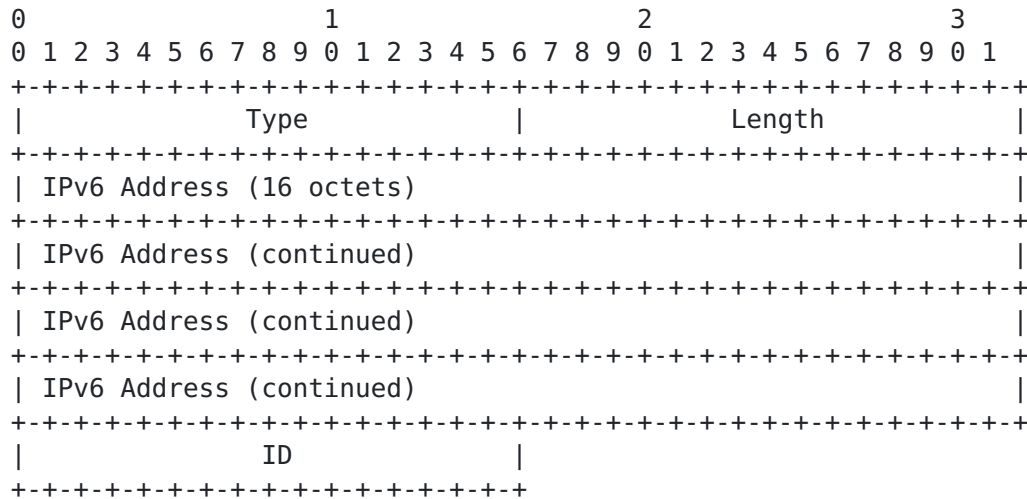 0                   1                   2                   3
0 1 2 3 4 5 6 7 8 9 0 1 2 3 4 5 6 7 8 9 0 1 2 3 4 5 6 7 8 9 0 1
+-+-+-+-+-+-+-+-+-+-+-+-+-+-+-+-+-+-+-+-+-+-+-+-+-+-+-+-+-+-+-+-+
|              Type             |             Length            |
+-+-+-+-+-+-+-+-+-+-+-+-+-+-+-+-+-+-+-+-+-+-+-+-+-+-+-+-+-+-+-+-+
| IPv6 Address (16 octets)                                      |
+-+-+-+-+-+-+-+-+-+-+-+-+-+-+-+-+-+-+-+-+-+-+-+-+-+-+-+-+-+-+-+-+
| IPv6 Address (continued)                                      |
+-+-+-+-+-+-+-+-+-+-+-+-+-+-+-+-+-+-+-+-+-+-+-+-+-+-+-+-+-+-+-+-+
| IPv6 Address (continued)                                      |
+-+-+-+-+-+-+-+-+-+-+-+-+-+-+-+-+-+-+-+-+-+-+-+-+-+-+-+-+-+-+-+-+
| IPv6 Address (continued)                                      |
+-+-+-+-+-+-+-+-+-+-+-+-+-+-+-+-+-+-+-+-+-+-+-+-+-+-+-+-+-+-+-+-+
|               ID              |
+-+-+-+-+-+-+-+-+-+-+-+-+-+-+-+-+